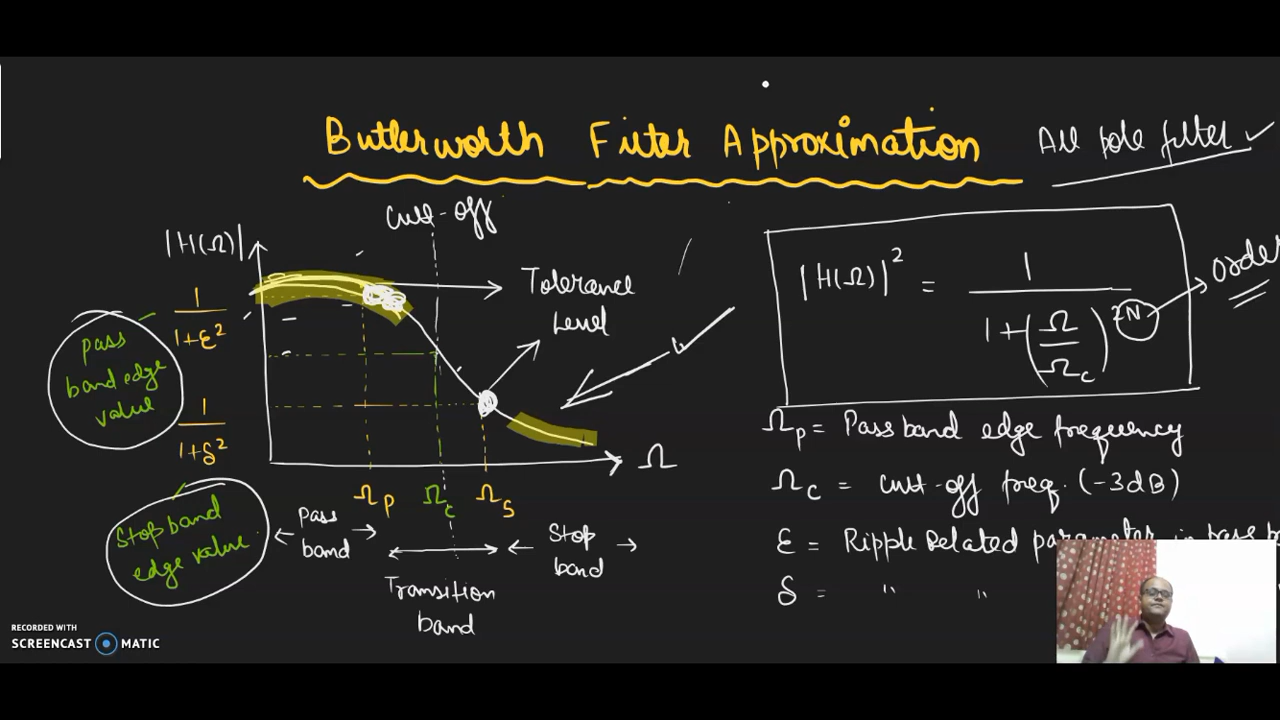 Butterworth Filter Approximation
All pole filter ✓
Cut-off
|H(Ω)|
Tolerance
Level
1
1+ε²
Pass
band edge
value
1
1+δ²
Stop band
edge value
Ω
Ωp Ωc Ωs
Pass
band
Transition
band
Stop
band
|H(Ω)|² = 1 / (1+(Ω/Ωc)^2N)
order
Ωp = Pass band edge frequency
Ωc = cut-off freq. (-3dB)
ε = Ripple Related parameter in pass b
δ = " "
RECORDED WITH
SCREENCAST MATIC